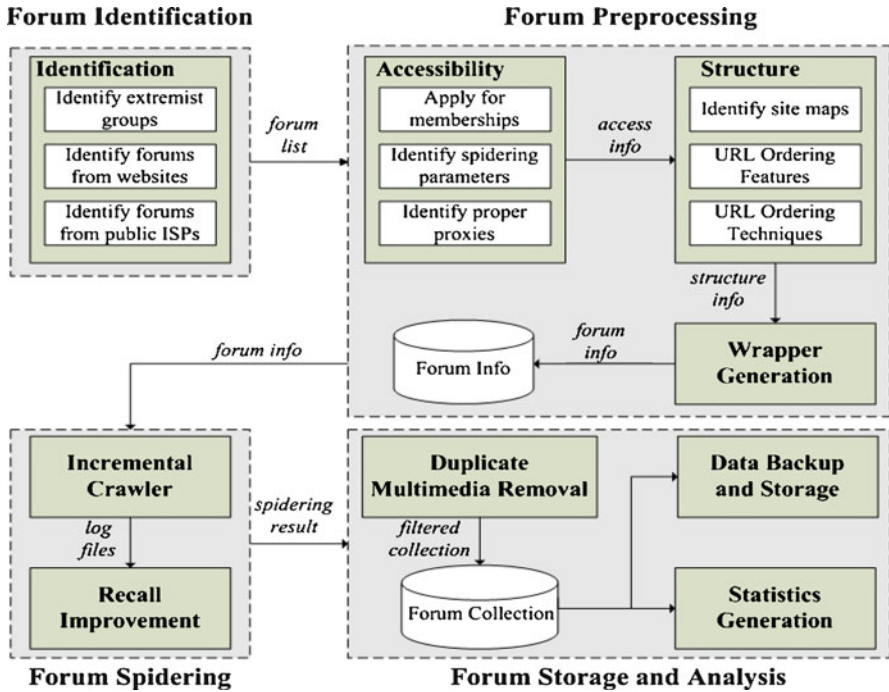 Forum Identification
Forum Preprocessing
Identification
Identify extremist
groups
Identify forums
from websites
Identify forums
from public ISPs
forum
list
Accessibility
Apply for
memberships
Identify spidering
parameters
Identify proper
proxies
access
info
Structure
Identify site maps
URL Ordering
Features
URL Ordering
Techniques
structure
info
Wrapper
Generation
forum
info
Forum Info
forum info
Incremental
Crawler
log
files
Recall
Improvement
spidering
result
Duplicate
Multimedia Removal
filtered
collection
Forum Collection
Data Backup
and Storage
Statistics
Generation
Forum Spidering
Forum Storage and Analysis